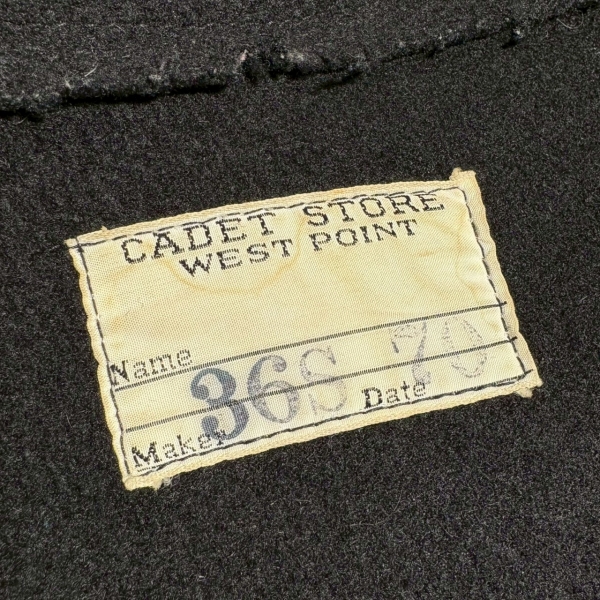 CADET STORE
WEST POINT
Name
36S 70
Date
Maker